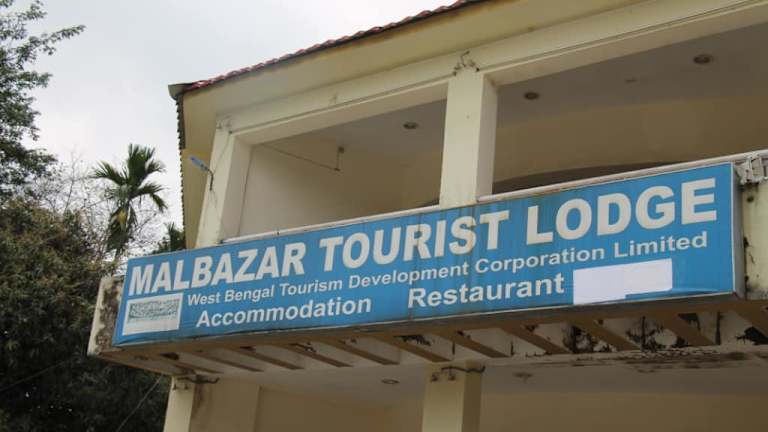 MALBAZAR TOURIST LODGE
West Bengal Tourism Development Corporation Limited
Accommodation Restaurant